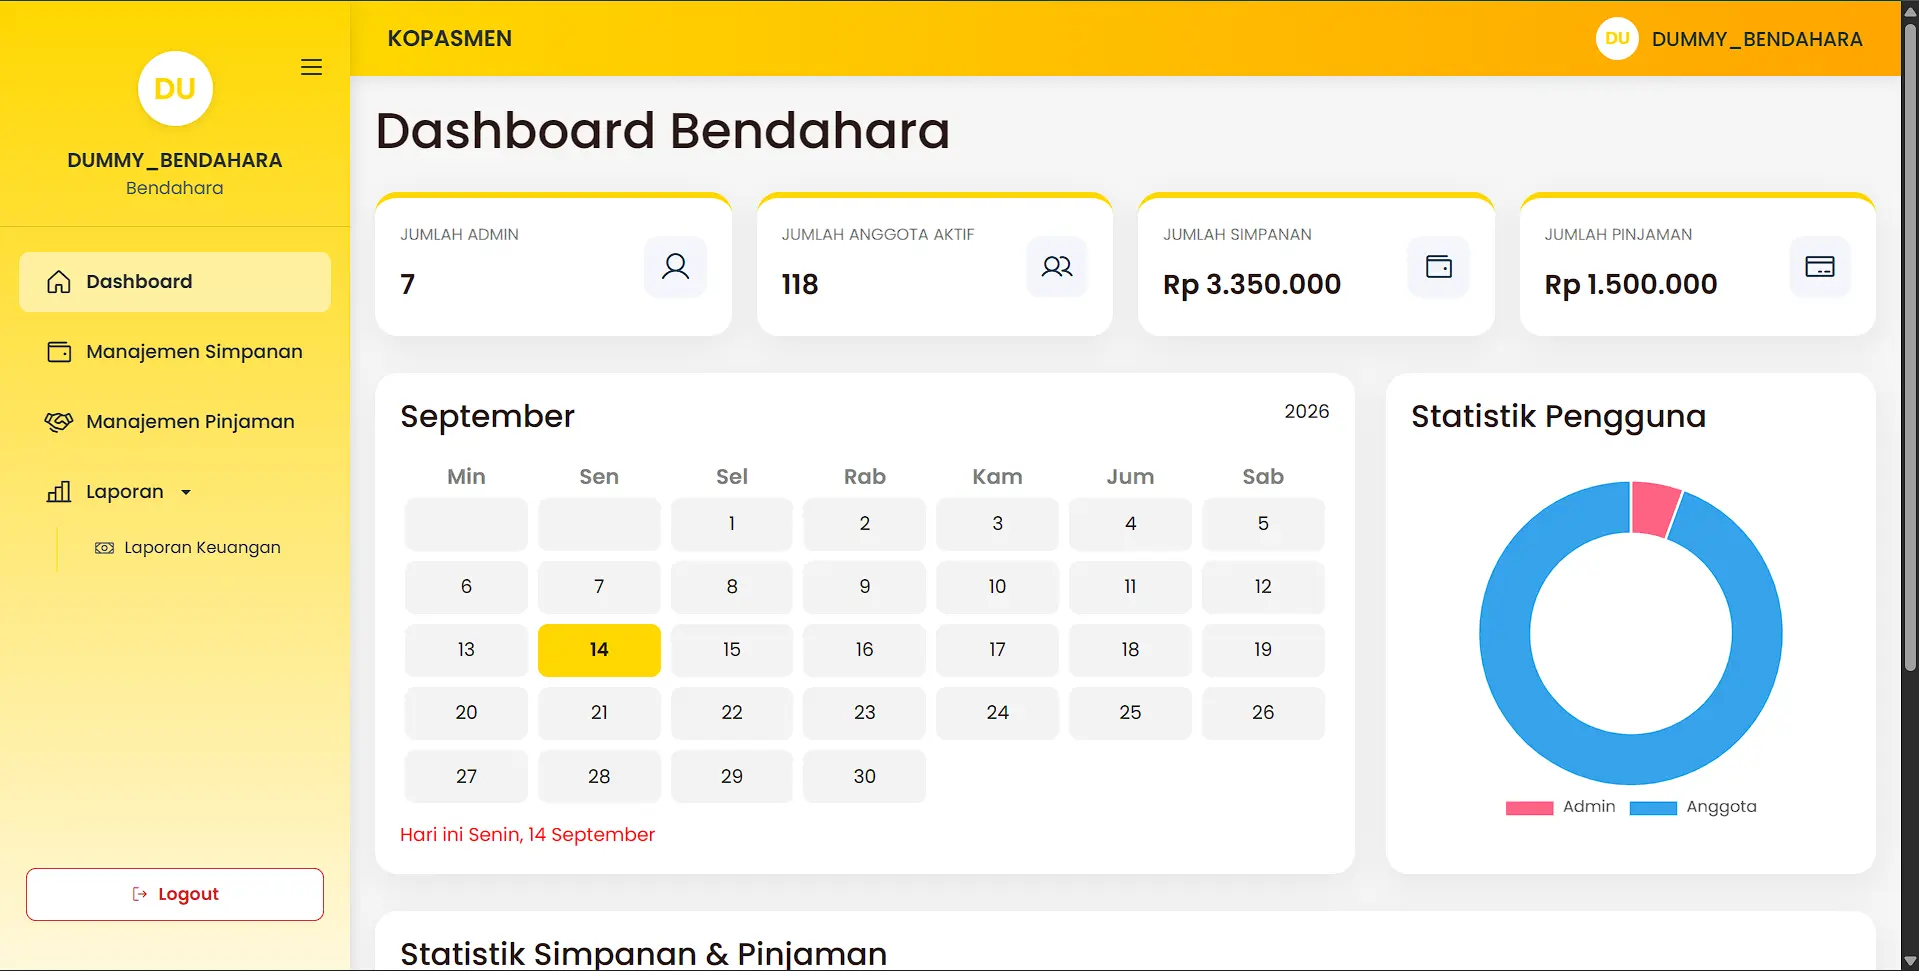 DU
DUMMY_BENDAHARA
Bendahara
Dashboard
Manajemen Simpanan
Manajemen Pinjaman
Laporan
Laporan Keuangan
Logout
KOPASMEN
DU DUMMY_BENDAHARA
Dashboard Bendahara
JUMLAH ADMIN
7
JUMLAH ANGGOTA AKTIF
118
JUMLAH SIMPANAN
Rp 3.350.000
JUMLAH PINJAMAN
Rp 1.500.000
September 2026
Min Sen Sel Rab Kam Jum Sab
1 2 3 4 5
6 7 8 9 10 11 12
13 14 15 16 17 18 19
20 21 22 23 24 25 26
27 28 29 30
Hari ini Senin, 14 September
Statistik Pengguna
Admin Anggota
Statistik Simpanan & Pinjaman